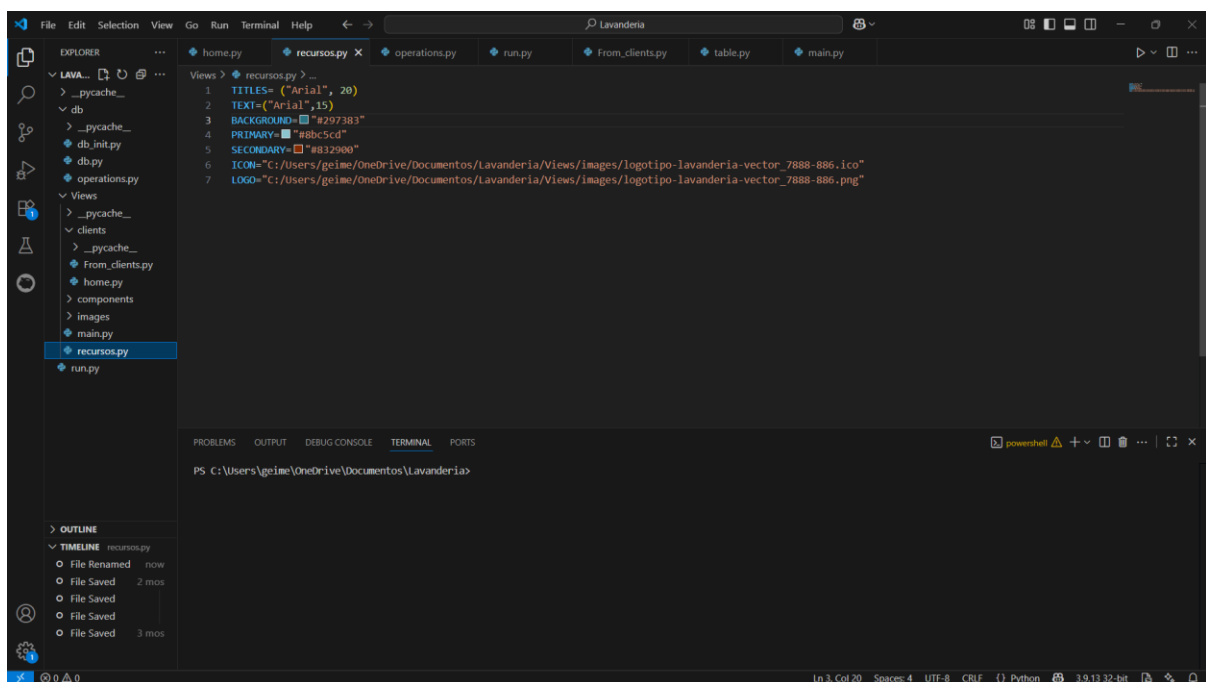 File Edit Selection View Go Run Terminal Help Lavanderia
EXPLORER
LAVA...
> __pycache__
db
> __pycache__
db_init.py
db.py
operations.py
Views
> __pycache__
clients
> __pycache__
From_clients.py
home.py
> components
> images
main.py
recursos.py
run.py
> OUTLINE
TIMELINE recursos.py
File Renamed now
File Saved 2 mos
File Saved
File Saved
File Saved 3 mos
home.py recursos.py operations.py run.py From_clients.py table.py main.py
Views > recursos.py > ...
1 TITLES= ("Arial", 20)
2 TEXT=("Arial",15)
3 BACKGROUND="#297383"
4 PRIMARY="#8bc5cd"
5 SECONDARY="#832900"
6 ICON="C:/Users/geime/OneDrive/Documentos/Lavanderia/Views/images/logotipo-lavanderia-vector_7888-886.ico"
7 LOGO="C:/Users/geime/OneDrive/Documentos/Lavanderia/Views/images/logotipo-lavanderia-vector_7888-886.png"
PROBLEMS OUTPUT DEBUG CONSOLE TERMINAL PORTS powershell
PS C:\Users\geime\OneDrive\Documentos\Lavanderia>
0 0 Ln 3, Col 20 Spaces: 4 UTF-8 CRLF {} Python 3.9.13 32-bit